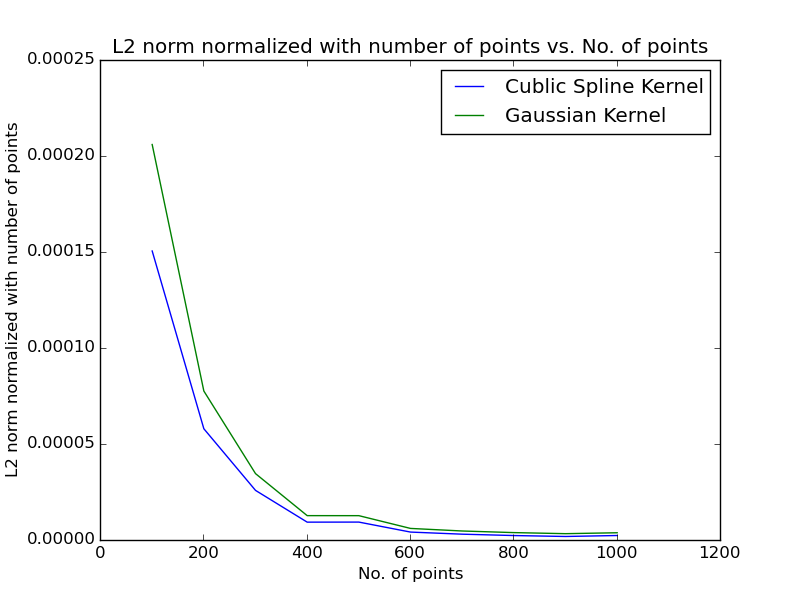 L2 norm normalized with number of points vs. No. of points
Cublic Spline Kernel
Gaussian Kernel
L2 norm normalized with number of points
0.00025
0.00020
0.00015
0.00010
0.00005
0.00000
0 200 400 600 800 1000 1200
No. of points